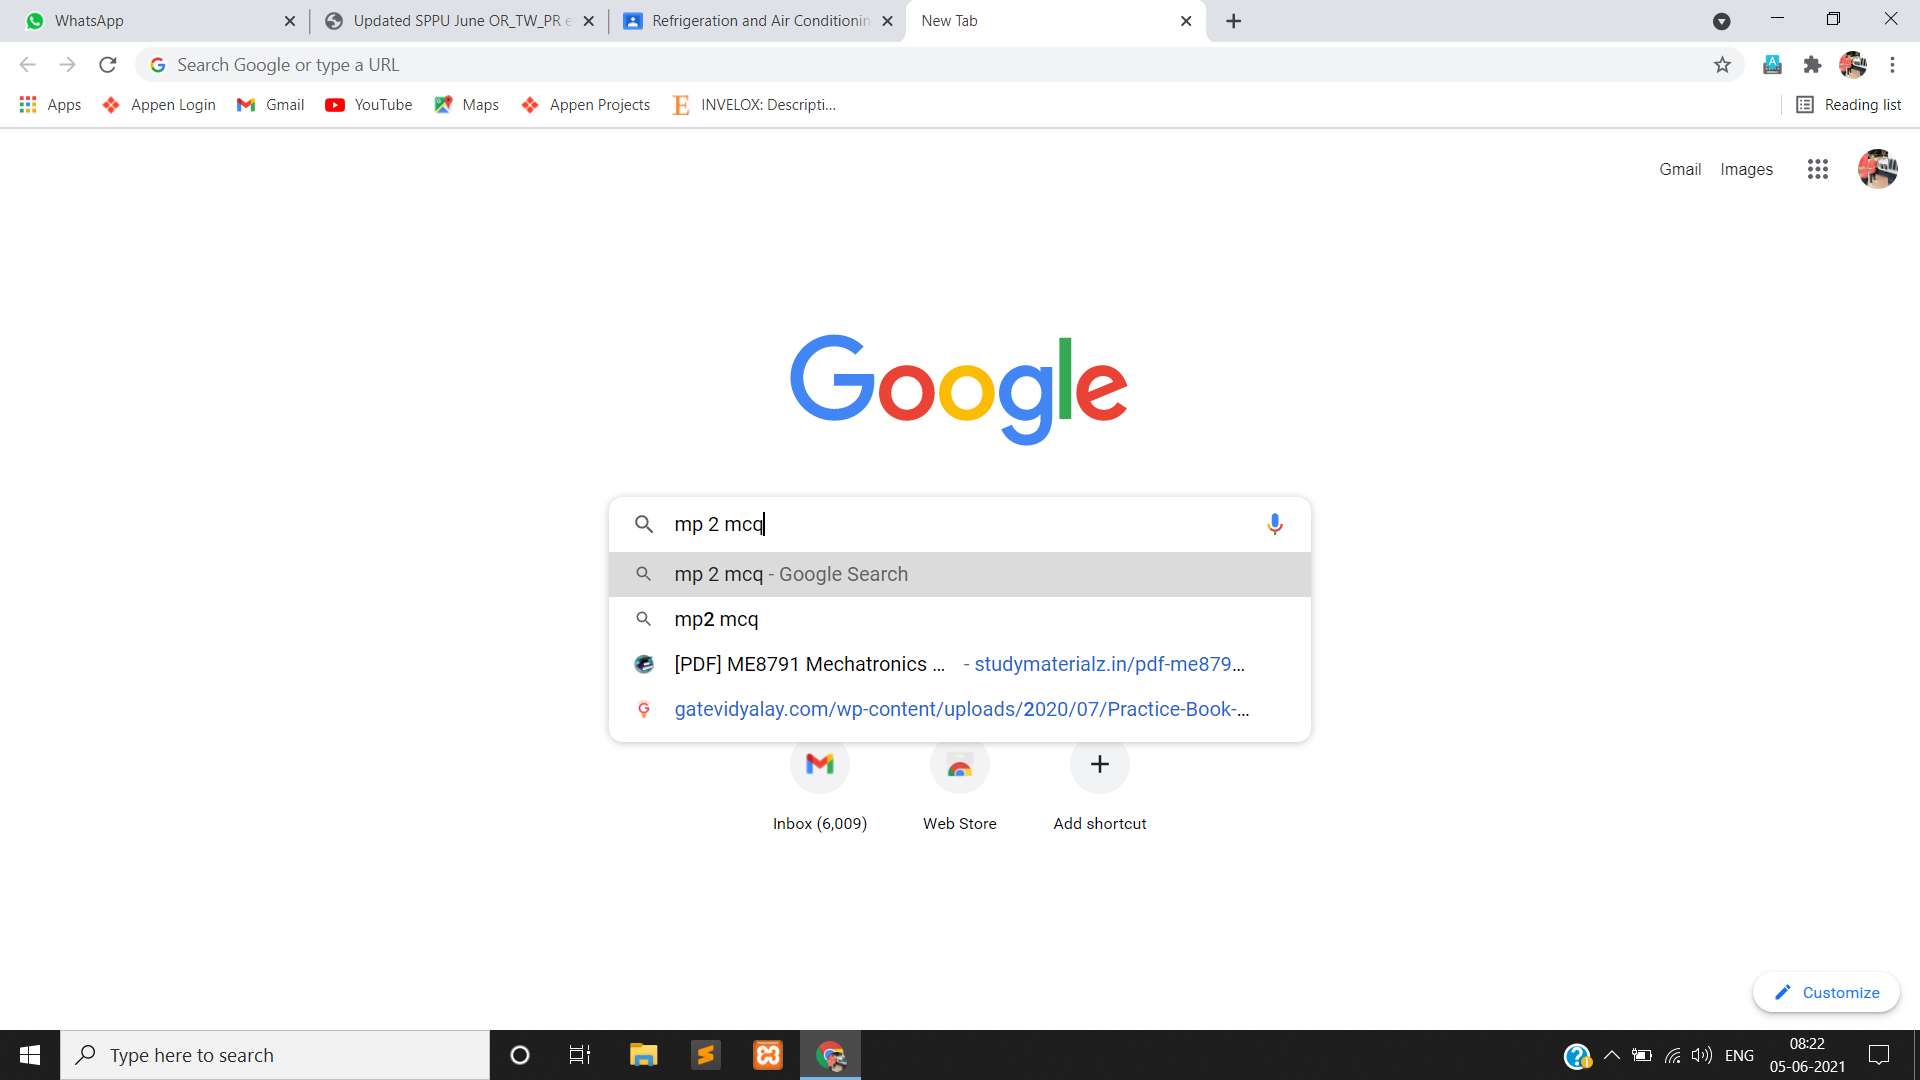 WhatsApp
Updated SPPU June OR_TW_PR e
Refrigeration and Air Conditionin
New Tab
Search Google or type a URL
Apps
Appen Login
Gmail
YouTube
Maps
Appen Projects
INVELOX: Descripti...
Reading list
Gmail
Images
Google
mp 2 mcq
mp 2 mcq - Google Search
mp2 mcq
[PDF] ME8791 Mechatronics ... - studymaterialz.in/pdf-me879...
gatevidyalay.com/wp-content/uploads/2020/07/Practice-Book-...
Inbox (6,009)
Web Store
Add shortcut
Customize
Type here to search
ENG
08:22
05-06-2021